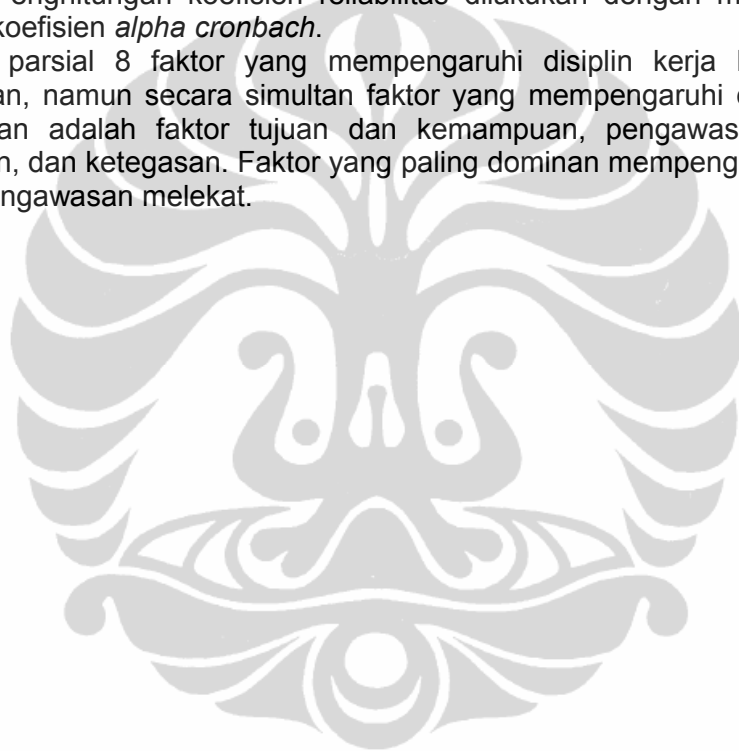 enghitungan koefisien reliabilitas dilakukan dengan m
koefisien alpha cronbach.
parsial 8 faktor yang mempengaruhi disiplin kerja
an, namun secara simultan faktor yang mempengaruhi
an adalah faktor tujuan dan kemampuan, pengawas
n, dan ketegasan. Faktor yang paling dominan mempeng
ngawasan melekat.